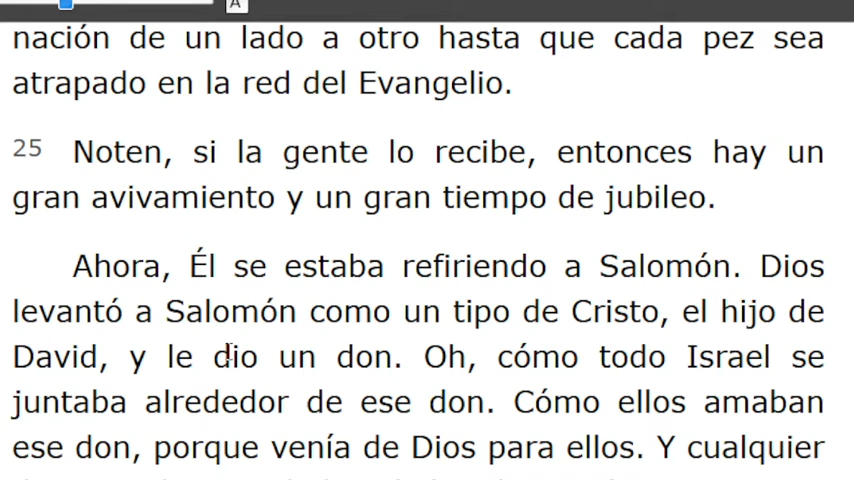 A
nación de un lado a otro hasta que cada pez sea
atrapado en la red del Evangelio.
25 Noten, si la gente lo recibe, entonces hay un
gran avivamiento y un gran tiempo de jubileo.
Ahora, Él se estaba refiriendo a Salomón. Dios
levantó a Salomón como un tipo de Cristo, el hijo de
David, y le dio un don. Oh, cómo todo Israel se
juntaba alrededor de ese don. Cómo ellos amaban
ese don, porque venía de Dios para ellos. Y cualquier